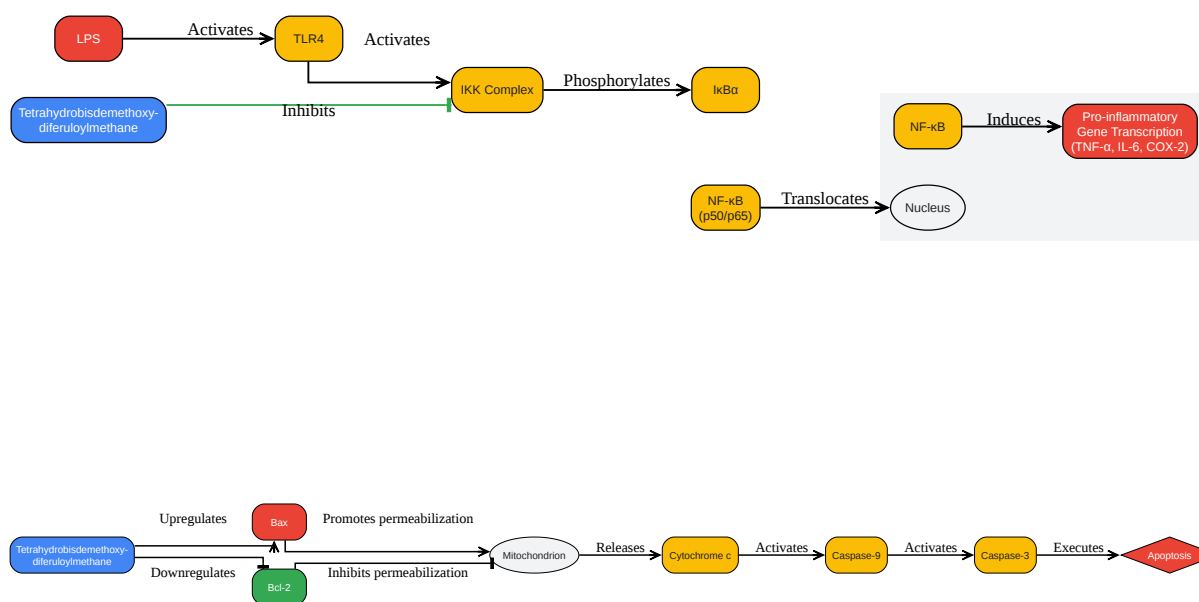 LPS
Activates
TLR4
Activates
IKK Complex
Phosphorylates
IκBα
Tetrahydrobisdemethoxy-
diferuloylmethane
Inhibits
NF-κB
Induces
Pro-inflammatory
Gene Transcription
(TNF-α, IL-6, COX-2)
NF-κB
(p50/p65)
Translocates
Nucleus
Tetrahydrobisdemethoxy-
diferuloylmethane
Upregulates
Bax
Promotes permeabilization
Downregulates
Bcl-2
Inhibits permeabilization
Mitochondrion
Releases
Cytochrome c
Activates
Caspase-9
Activates
Caspase-3
Executes
Apoptosis